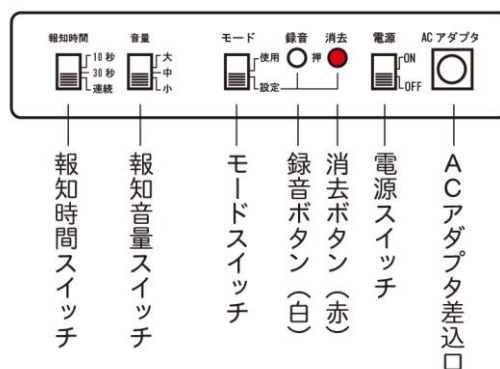 報知時間
10秒
30秒
連続
音量
大
中
小
モード
使用
設定
録音
押
消去
電源
ON
OFF
ACアダプタ
報知時間スイッチ
報知音量スイッチ
モードスイッチ
録音ボタン（白）
消去ボタン（赤）
電源スイッチ
ACアダプタ差込口